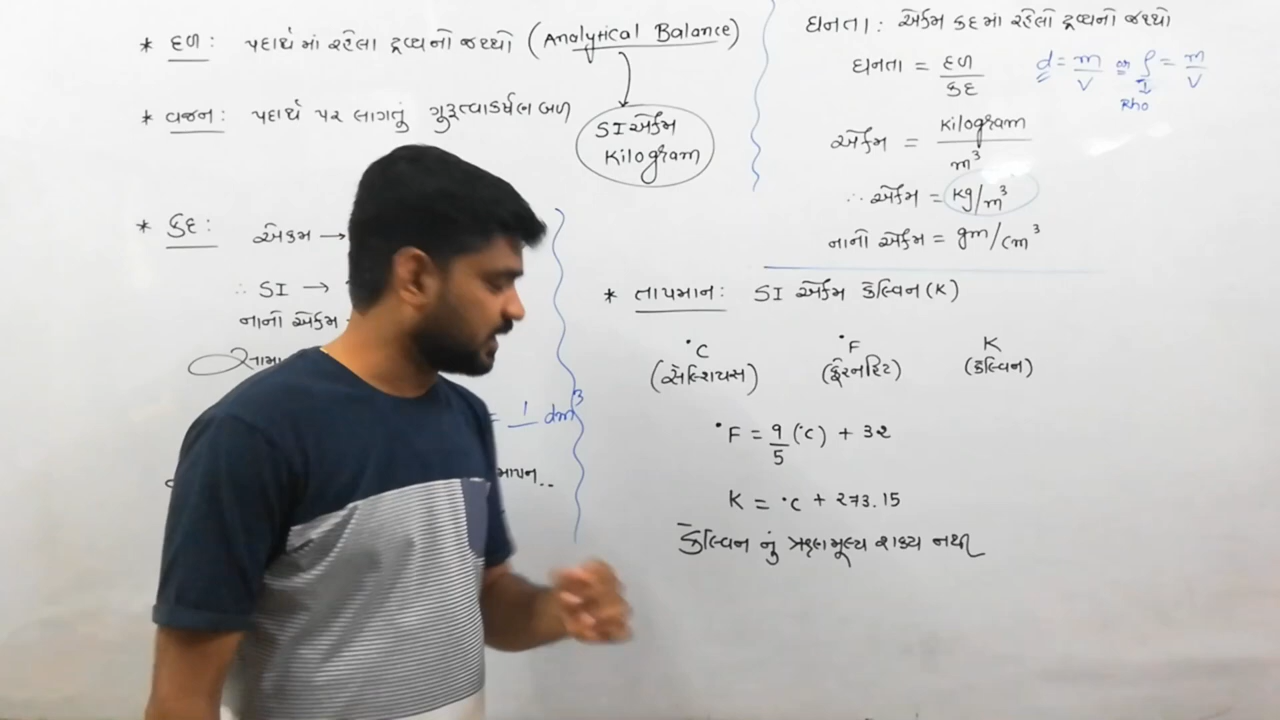 * દળ: પદાર્થમાં રહેલા દ્રવ્યનો જથ્થો (Analytical Balance)
SI એકમ
Kilogram
* વજન: પદાર્થ પર લાગતું ગુરુત્વાકર્ષણ બળ
* કદ: એકમ →
∴ SI →
નાનો એકમ
= 1 dm³
માપન..
ઘનતા: એકમ કદમાં રહેલો દ્રવ્યનો જથ્થો
ઘનતા = દળ / કદ d = m / V or ρ = m / V
Rho
એકમ = Kilogram / m³
∴ એકમ = Kg/m³
નાનો એકમ = gm/cm³
* તાપમાન: SI એકમ કેલ્વિન (K)
°C °F K
(સેલ્શિયસ) (ફેરનહિટ) (કેલ્વિન)
°F = 9/5 (°C) + 32
K = °C + 273.15
કેલ્વિન નું ઋણમૂલ્ય શક્ય નથી